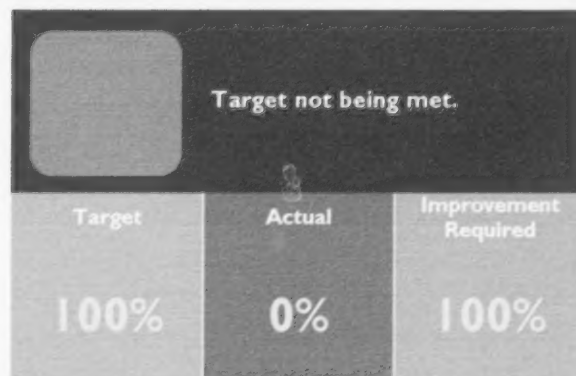 Target not being met.
Target
Actual
Improvement
Required
100%
0%
100%